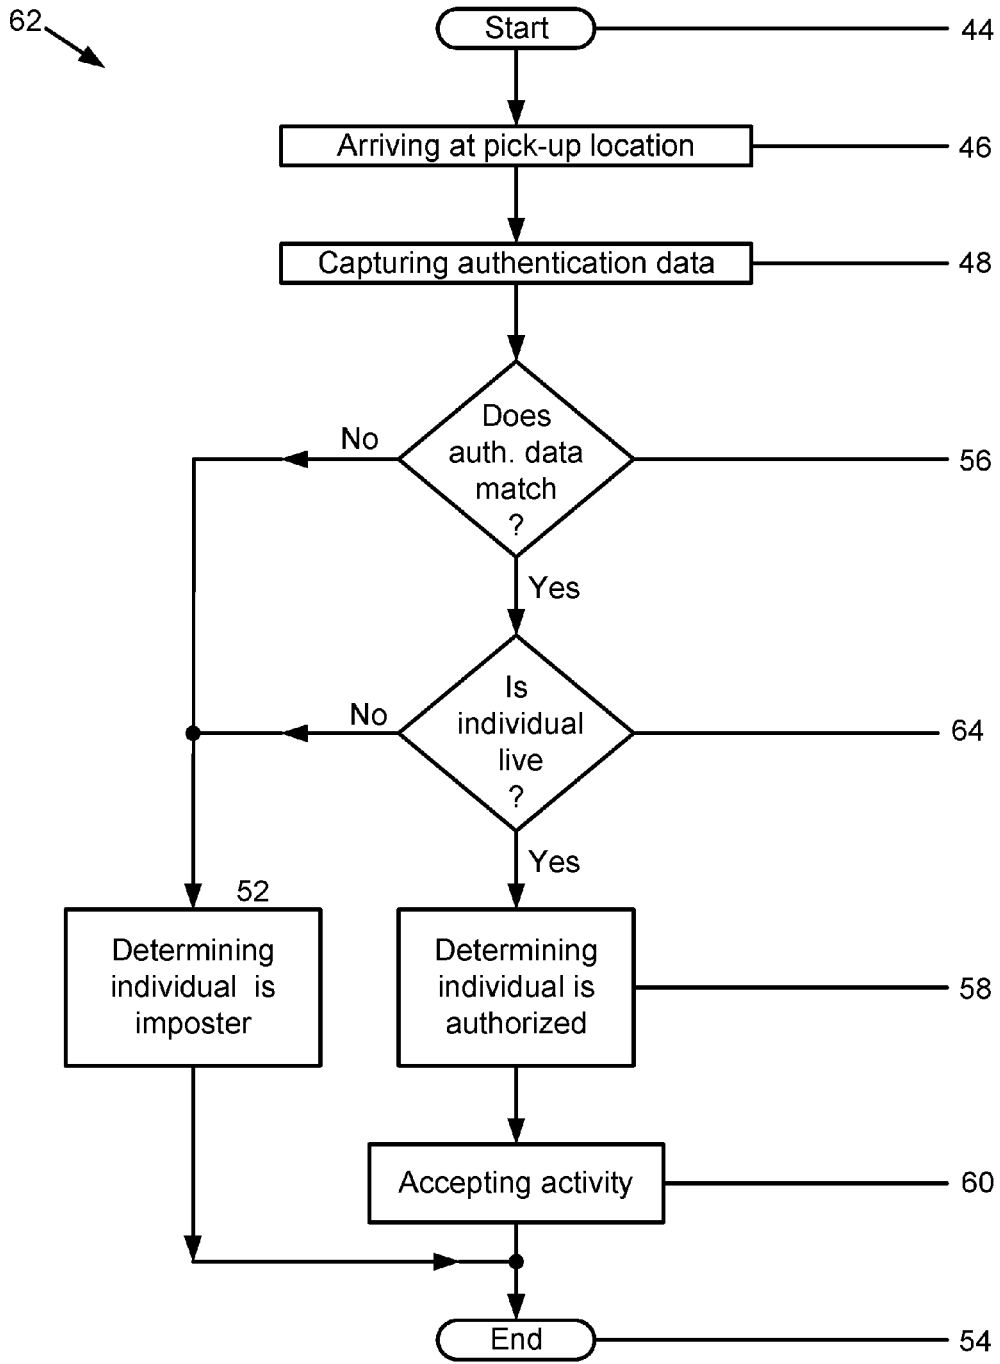 62
Start
44
Arriving at pick-up location
46
Capturing authentication data
48
Does
auth. data
match
?
No
56
Yes
Is
individual
live
?
No
64
Yes
52
Determining
individual is
imposter
Determining
individual is
authorized
58
Accepting activity
60
End
54